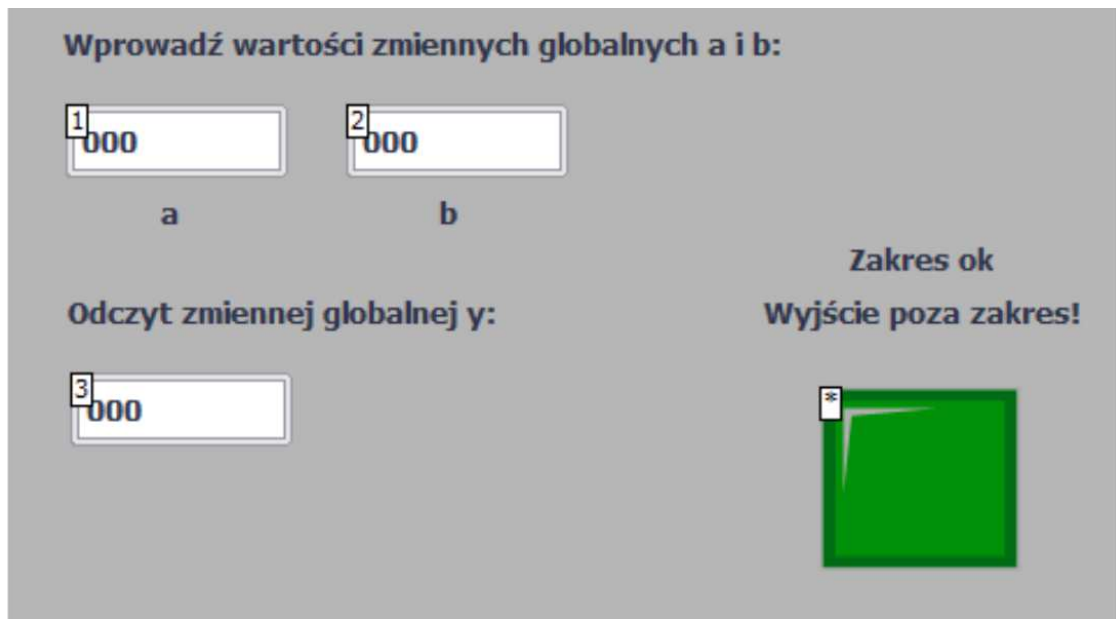 Wprowadź wartości zmiennych globalnych a i b:
1 000
2 000
a
b
Zakres ok
Odczyt zmiennej globalnej y:
Wyjście poza zakres!
3 000
*